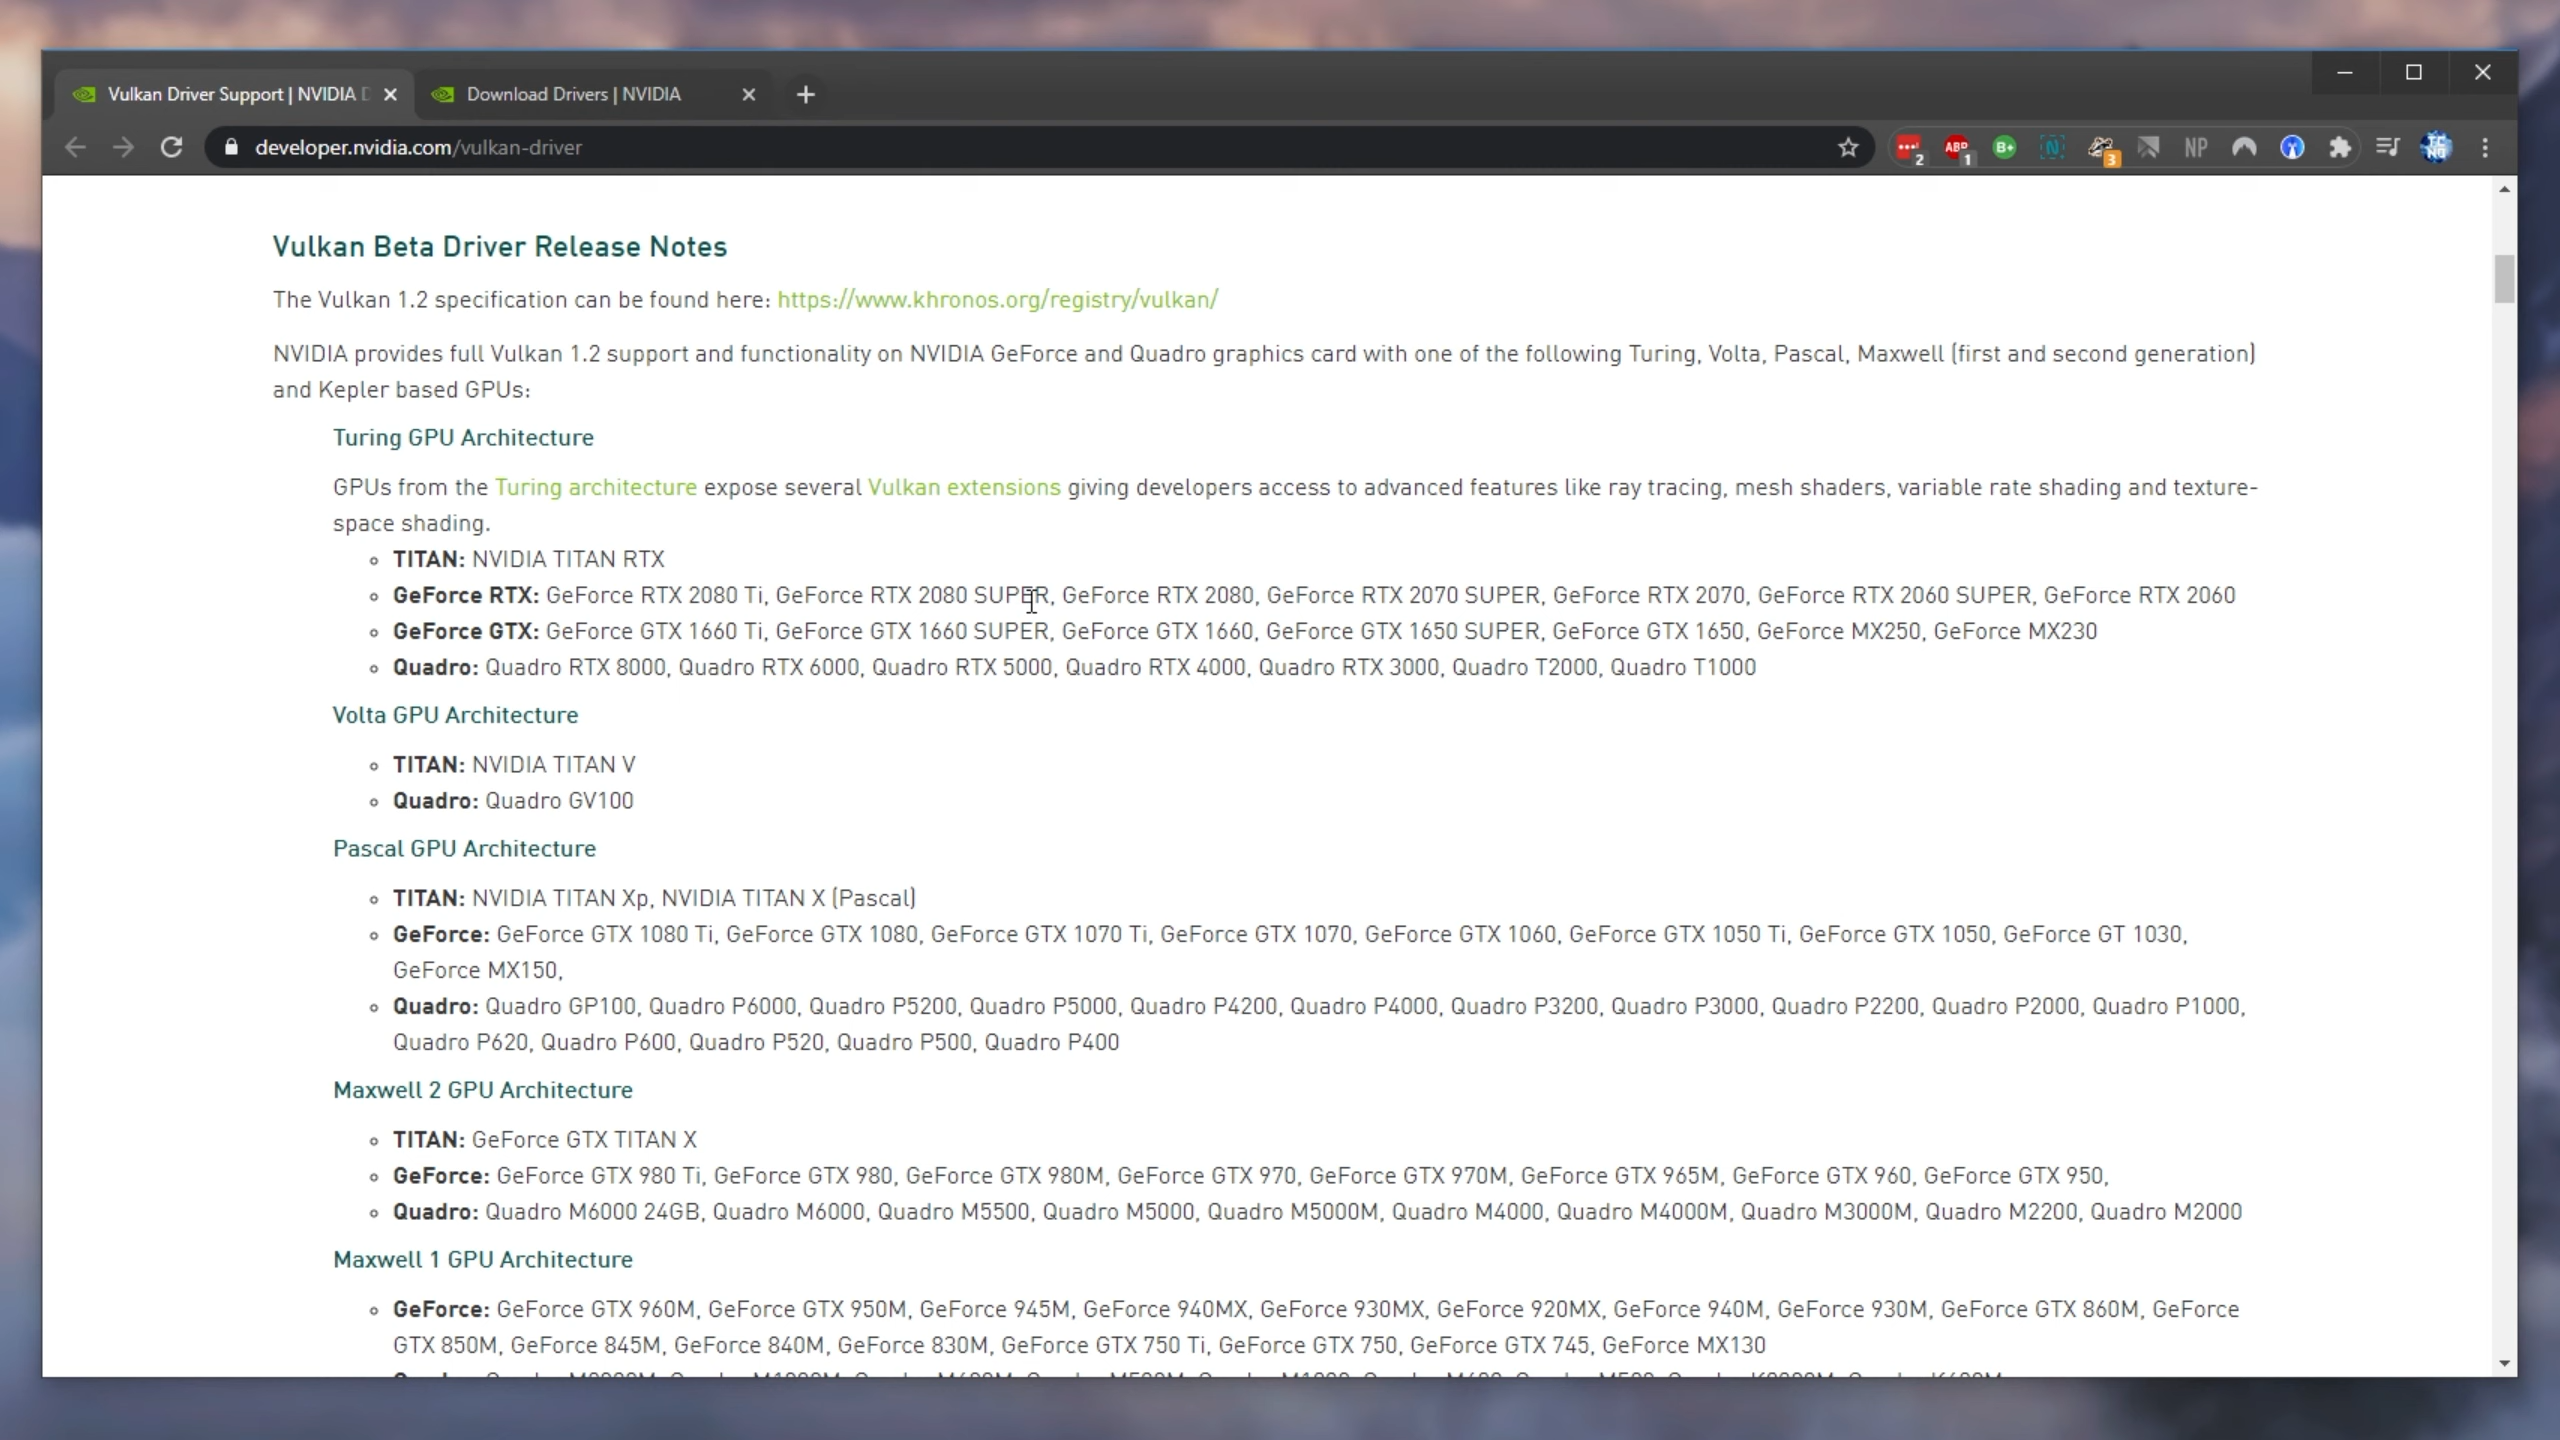 Vulkan Driver Support | NVIDIA D
Download Drivers | NVIDIA
developer.nvidia.com/vulkan-driver
2
ABP
1
B+
N
3
NP
TC
NO
Vulkan Beta Driver Release Notes
The Vulkan 1.2 specification can be found here: https://www.khronos.org/registry/vulkan/
NVIDIA provides full Vulkan 1.2 support and functionality on NVIDIA GeForce and Quadro graphics card with one of the following Turing, Volta, Pascal, Maxwell (first and second generation)
and Kepler based GPUs:
Turing GPU Architecture
GPUs from the Turing architecture expose several Vulkan extensions giving developers access to advanced features like ray tracing, mesh shaders, variable rate shading and texture-
space shading.
TITAN: NVIDIA TITAN RTX
GeForce RTX: GeForce RTX 2080 Ti, GeForce RTX 2080 SUPER, GeForce RTX 2080, GeForce RTX 2070 SUPER, GeForce RTX 2070, GeForce RTX 2060 SUPER, GeForce RTX 2060
GeForce GTX: GeForce GTX 1660 Ti, GeForce GTX 1660 SUPER, GeForce GTX 1660, GeForce GTX 1650 SUPER, GeForce GTX 1650, GeForce MX250, GeForce MX230
Quadro: Quadro RTX 8000, Quadro RTX 6000, Quadro RTX 5000, Quadro RTX 4000, Quadro RTX 3000, Quadro T2000, Quadro T1000
Volta GPU Architecture
TITAN: NVIDIA TITAN V
Quadro: Quadro GV100
Pascal GPU Architecture
TITAN: NVIDIA TITAN Xp, NVIDIA TITAN X (Pascal)
GeForce: GeForce GTX 1080 Ti, GeForce GTX 1080, GeForce GTX 1070 Ti, GeForce GTX 1070, GeForce GTX 1060, GeForce GTX 1050 Ti, GeForce GTX 1050, GeForce GT 1030,
GeForce MX150,
Quadro: Quadro GP100, Quadro P6000, Quadro P5200, Quadro P5000, Quadro P4200, Quadro P4000, Quadro P3200, Quadro P3000, Quadro P2200, Quadro P2000, Quadro P1000,
Quadro P620, Quadro P600, Quadro P520, Quadro P500, Quadro P400
Maxwell 2 GPU Architecture
TITAN: GeForce GTX TITAN X
GeForce: GeForce GTX 980 Ti, GeForce GTX 980, GeForce GTX 980M, GeForce GTX 970, GeForce GTX 970M, GeForce GTX 965M, GeForce GTX 960, GeForce GTX 950,
Quadro: Quadro M6000 24GB, Quadro M6000, Quadro M5500, Quadro M5000, Quadro M5000M, Quadro M4000, Quadro M4000M, Quadro M3000M, Quadro M2200, Quadro M2000
Maxwell 1 GPU Architecture
GeForce: GeForce GTX 960M, GeForce GTX 950M, GeForce 945M, GeForce 940MX, GeForce 930MX, GeForce 920MX, GeForce 940M, GeForce 930M, GeForce GTX 860M, GeForce
GTX 850M, GeForce 845M, GeForce 840M, GeForce 830M, GeForce GTX 750 Ti, GeForce GTX 750, GeForce GTX 745, GeForce MX130